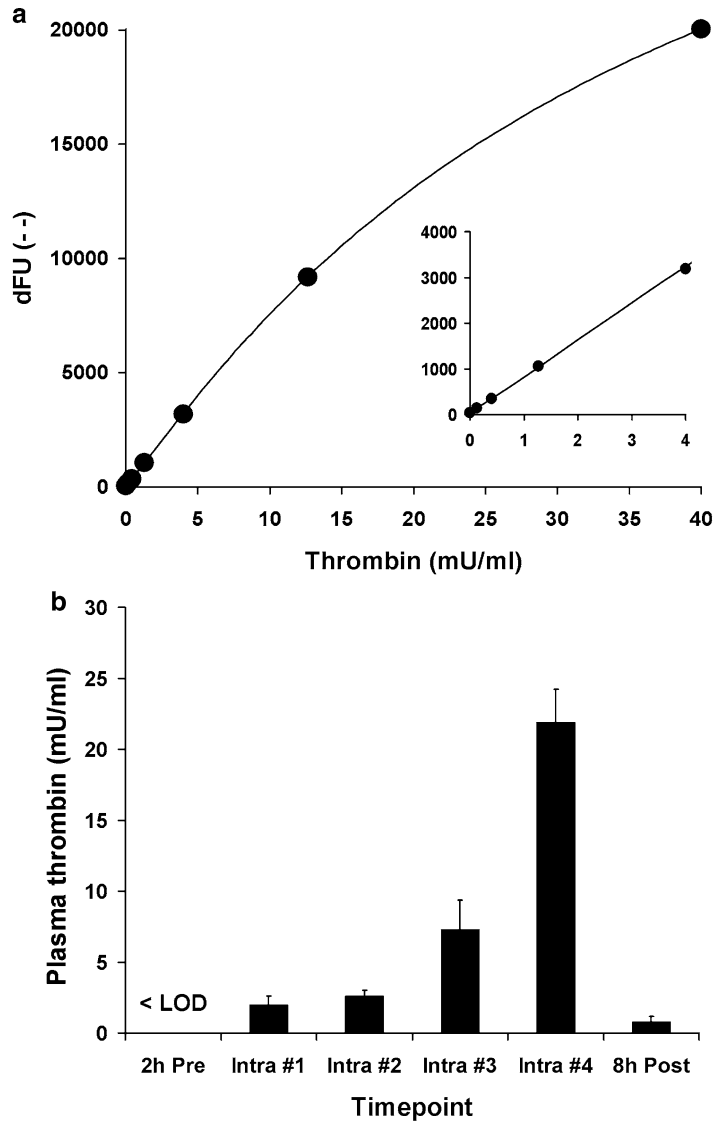 a
20000
15000
10000
5000
0
dFU (- -)
0 5 10 15 20 25 30 35 40
Thrombin (mU/ml)
4000
3000
2000
1000
0
0 1 2 3 4
b
30
25
20
15
10
5
0
Plasma thrombin (mU/ml)
< LOD
2h Pre Intra #1 Intra #2 Intra #3 Intra #4 8h Post
Timepoint